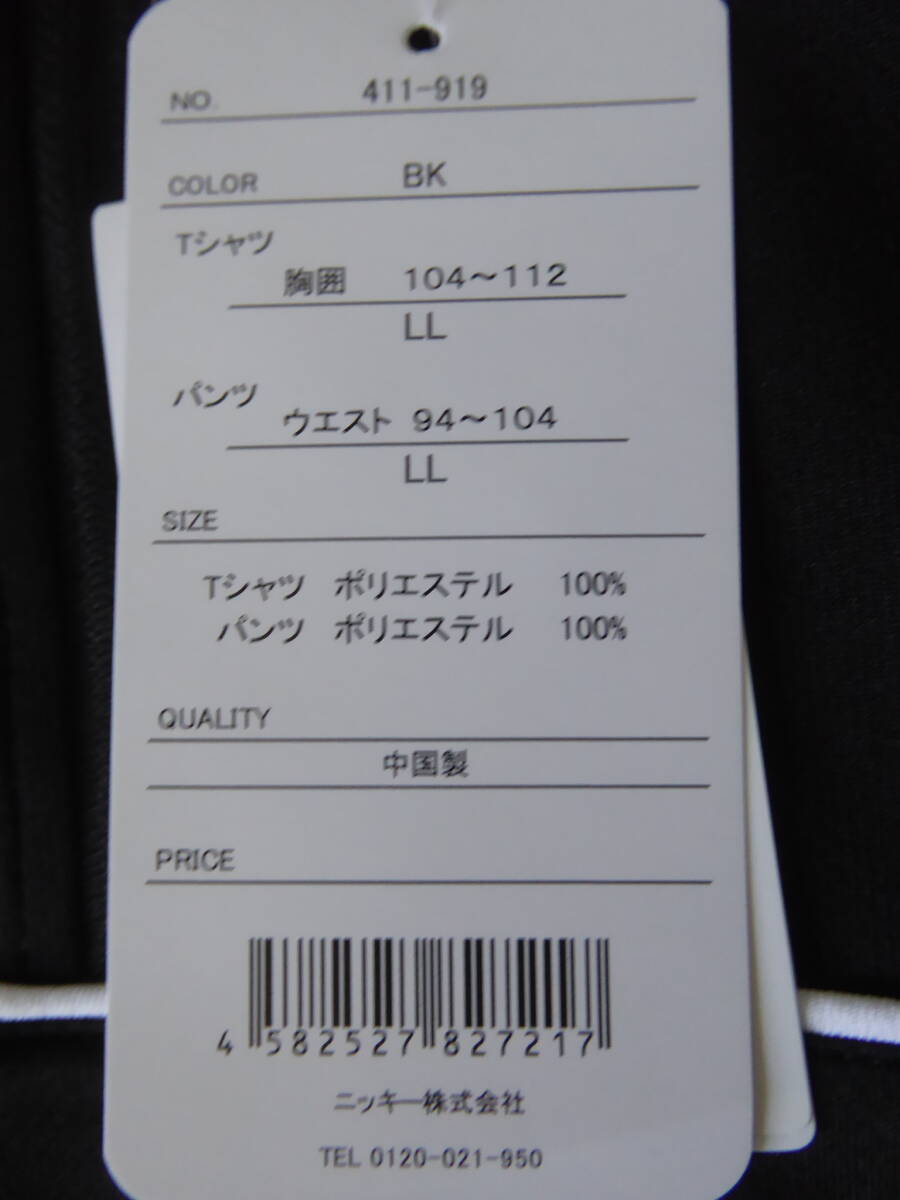 NO. 411-919
COLOR BK
Tシャツ
胸囲 104～112
LL
パンツ
ウエスト 94～104
LL
SIZE
Tシャツ ポリエステル 100%
パンツ ポリエステル 100%
QUALITY
中国製
PRICE
4 582527 827217
ニッキー株式会社
TEL 0120-021-950